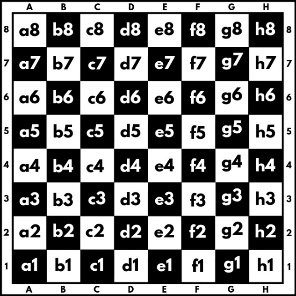 A B C D E F G H
8 a8 b8 c8 d8 e8 f8 g8 h8 8
7 a7 b7 c7 d7 e7 f7 g7 h7 7
6 a6 b6 c6 d6 e6 f6 g6 h6 6
5 a5 b5 c5 d5 e5 f5 g5 h5 5
4 a4 b4 c4 d4 e4 f4 g4 h4 4
3 a3 b3 c3 d3 e3 f3 g3 h3 3
2 a2 b2 c2 d2 e2 f2 g2 h2 2
1 a1 b1 c1 d1 e1 f1 g1 h1 1
A B C D E F G H